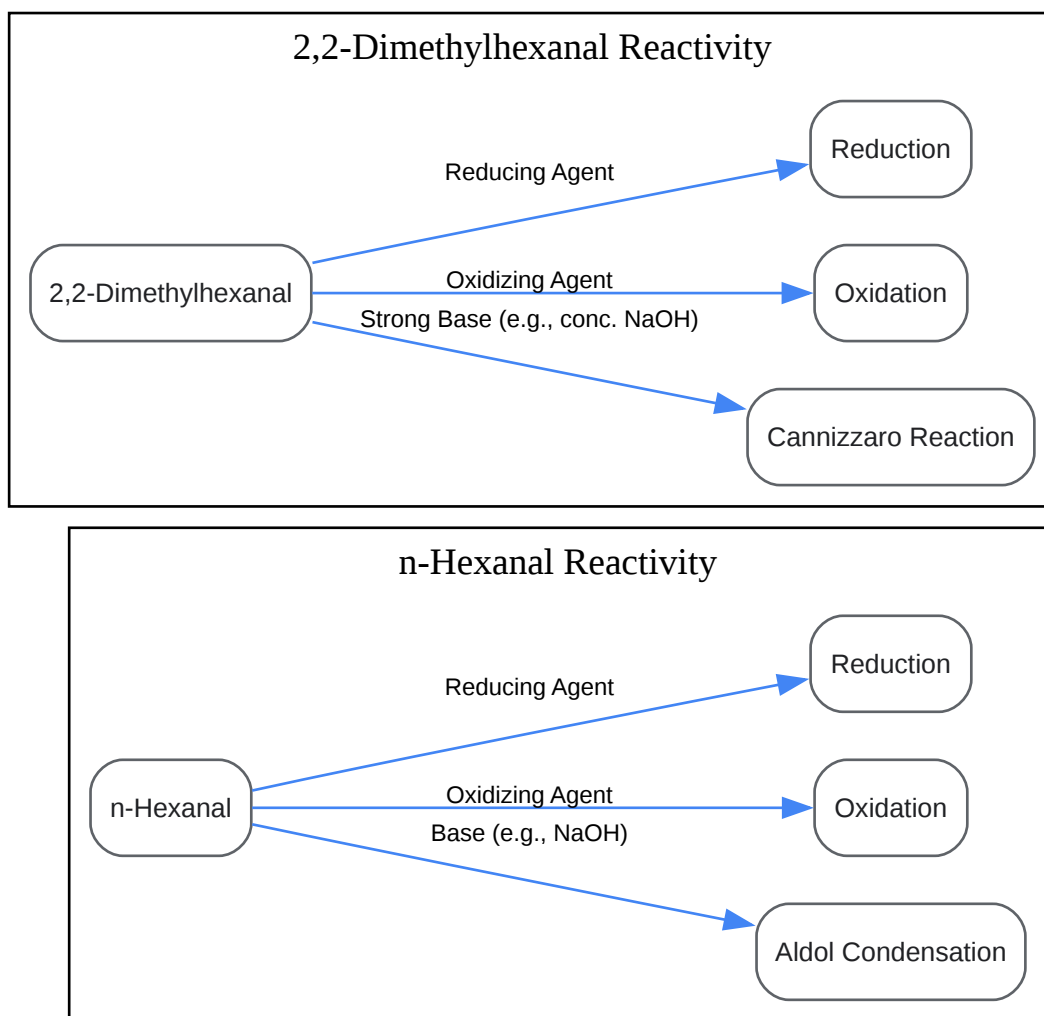 2,2-Dimethylhexanal Reactivity
Reduction
Reducing Agent
2,2-Dimethylhexanal
Oxidizing Agent
Oxidation
Strong Base (e.g., conc. NaOH)
Cannizzaro Reaction
n-Hexanal Reactivity
Reduction
Reducing Agent
n-Hexanal
Oxidizing Agent
Oxidation
Base (e.g., NaOH)
Aldol Condensation